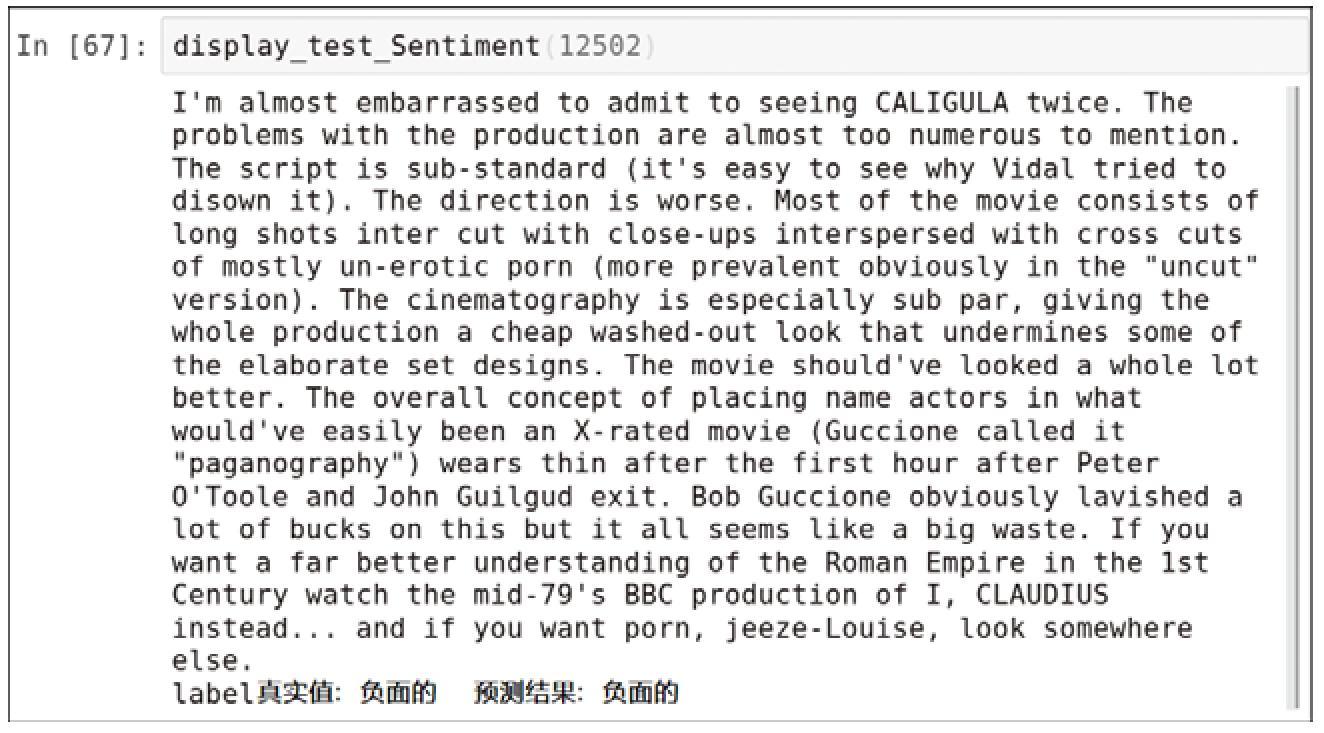 In [67]: display_test_Sentiment(12502)
I'm almost embarrassed to admit to seeing CALIGULA twice. The
problems with the production are almost too numerous to mention.
The script is sub-standard (it's easy to see why Vidal tried to
disown it). The direction is worse. Most of the movie consists of
long shots inter cut with close-ups interspersed with cross cuts
of mostly un-erotic porn (more prevalent obviously in the "uncut"
version). The cinematography is especially sub par, giving the
whole production a cheap washed-out look that undermines some of
the elaborate set designs. The movie should've looked a whole lot
better. The overall concept of placing name actors in what
would've easily been an X-rated movie (Guccione called it
"paganography") wears thin after the first hour after Peter
O'Toole and John Guilgud exit. Bob Guccione obviously lavished a
lot of bucks on this but it all seems like a big waste. If you
want a far better understanding of the Roman Empire in the 1st
Century watch the mid-79's BBC production of I, CLAUDIUS
instead... and if you want porn, jeeze-Louise, look somewhere
else.
label真实值: 负面的 预测结果: 负面的